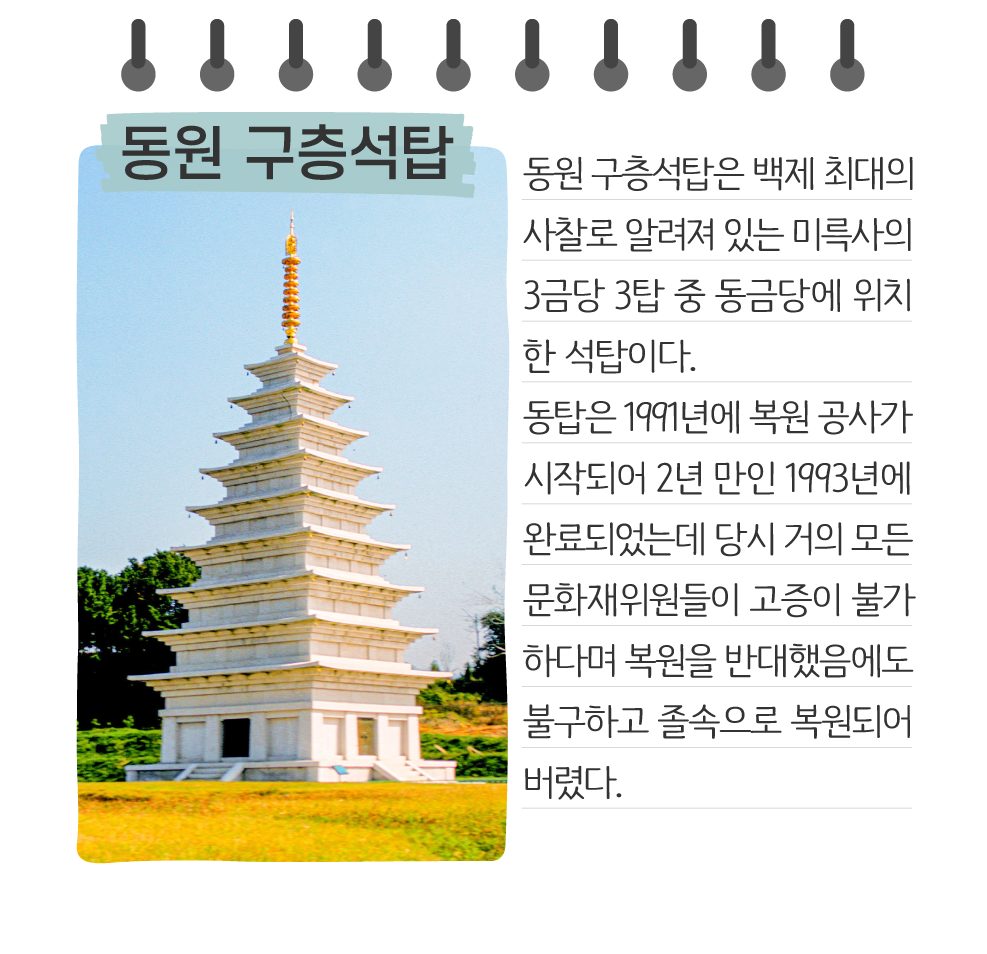 동원 구층석탑
동원 구층석탑은 백제 최대의
사찰로 알려져 있는 미륵사의
3금당 3탑 중 동금당에 위치
한 석탑이다.
동탑은 1991년에 복원 공사가
시작되어 2년 만인 1993년에
완료되었는데 당시 거의 모든
문화재위원들이 고증이 불가
하다며 복원을 반대했음에도
불구하고 졸속으로 복원되어
버렸다.